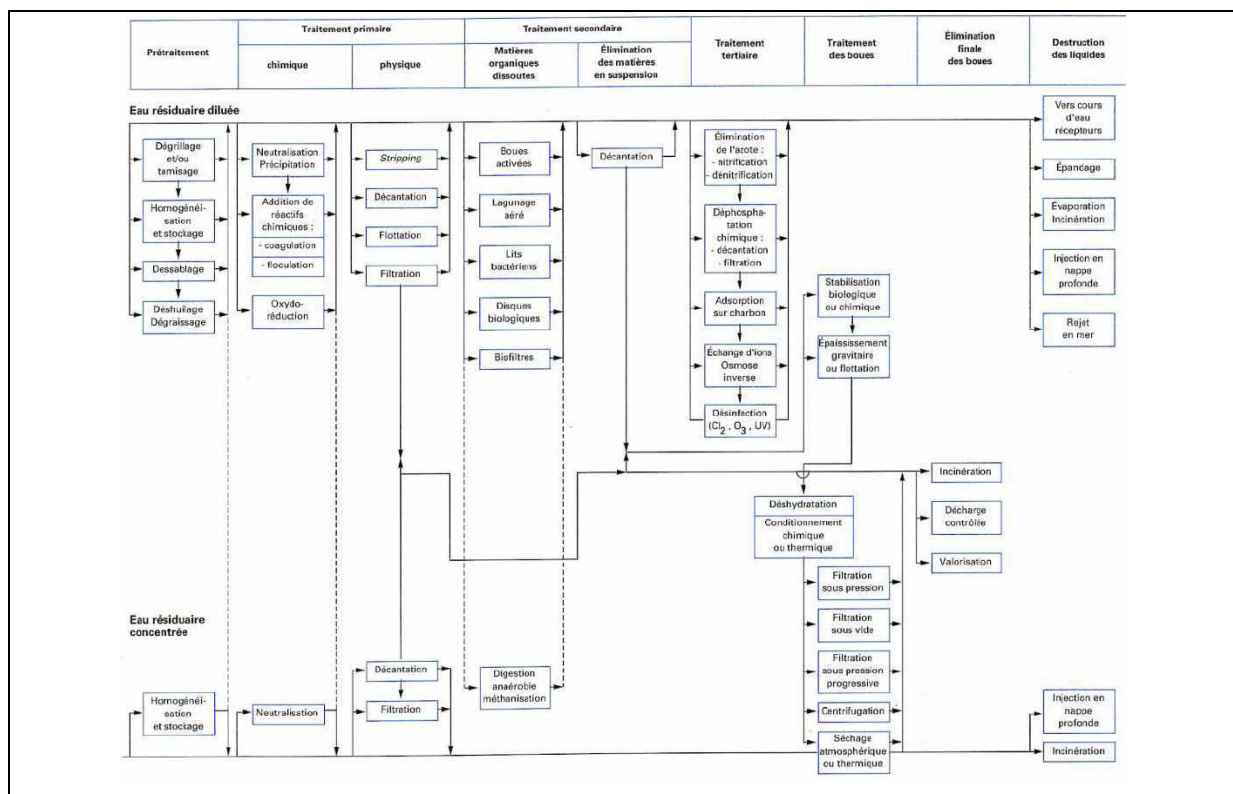 Prétraitement
Traitement primaire
chimique
physique
Traitement secondaire
Matières
organiques
dissoutes
Élimination
des matières
en suspension
Traitement
tertiaire
Traitement
des boues
Élimination
finale
des boues
Destruction
des liquides
Eau résiduaire diluée
Dégrillage
et/ou
tamisage
Homogénéi-
sation
et stockage
Dessablage
Déshuilage
Dégraissage
Neutralisation
Précipitation
Addition de
réactifs
chimiques :
- coagulation
- floculation
Oxydo-
réduction
Stripping
Décantation
Flottation
Filtration
Boues
activées
Lagunage
aéré
Lits
bactériens
Disques
biologiques
Biofiltres
Décantation
Élimination
de l'azote :
- nitrification
- dénitrification
Déphospha-
tation
chimique :
- décantation
- filtration
Adsorption
sur charbon
Échange d'ions
Osmose
inverse
Désinfection
(Cl2 , O3 , UV)
Stabilisation
biologique
ou chimique
Épaississement
gravitaire
ou flottation
Vers cours
d'eau
récepteurs
Épandage
Évaporation
Incinération
Injection en
nappe
profonde
Rejet
en mer
Déshydratation
Conditionnement
chimique
ou thermique
Filtration
sous pression
Filtration
sous vide
Filtration
sous pression
progressive
Centrifugation
Séchage
atmosphérique
ou thermique
Incinération
Décharge
contrôlée
Valorisation
Eau résiduaire
concentrée
Homogénéi-
sation
et stockage
Neutralisation
Décantation
Filtration
Digestion
anaérobie
méthanisation
Injection en
nappe
profonde
Incinération